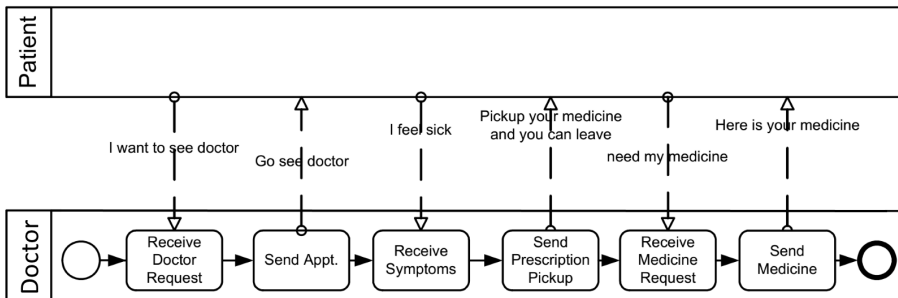 Patient
I want to see doctor
Go see doctor
I feel sick
Pickup your medicine
and you can leave
need my medicine
Here is your medicine
Doctor
Receive
Doctor
Request
Send Appt.
Receive
Symptoms
Send
Prescription
Pickup
Receive
Medicine
Request
Send
Medicine